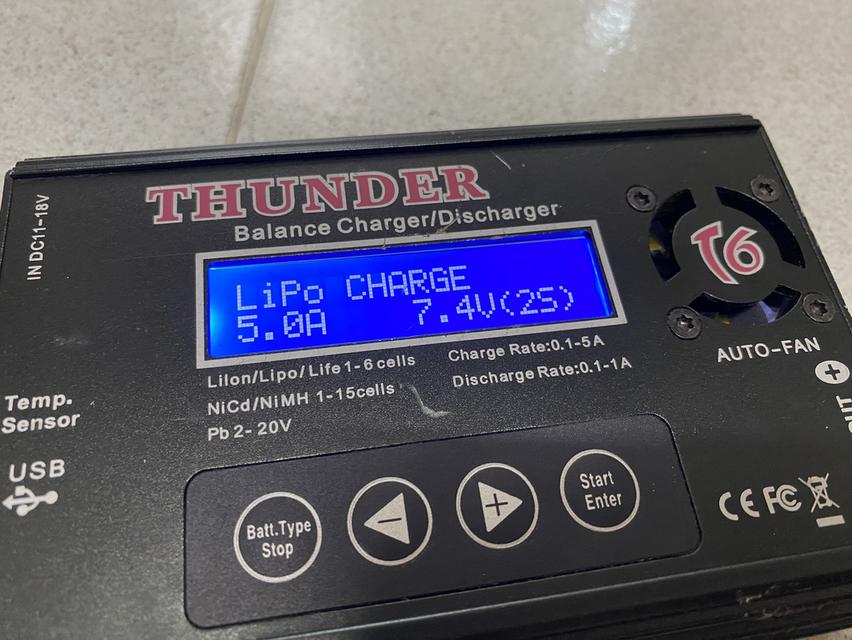 THUNDER
Balance Charger/Discharger
IN DC11-18V
LiPo CHARGE
5.0A 7.4V(2S)
T6
AUTO-FAN
LiIon/Lipo/Life 1-6 cells
NiCd/NiMH 1-15cells
Pb 2-20V
Charge Rate:0.1-5A
Discharge Rate:0.1-1A
Temp.
Sensor
USB
Batt.Type
Stop
−
+
Start
Enter
+
OUT
CE FC